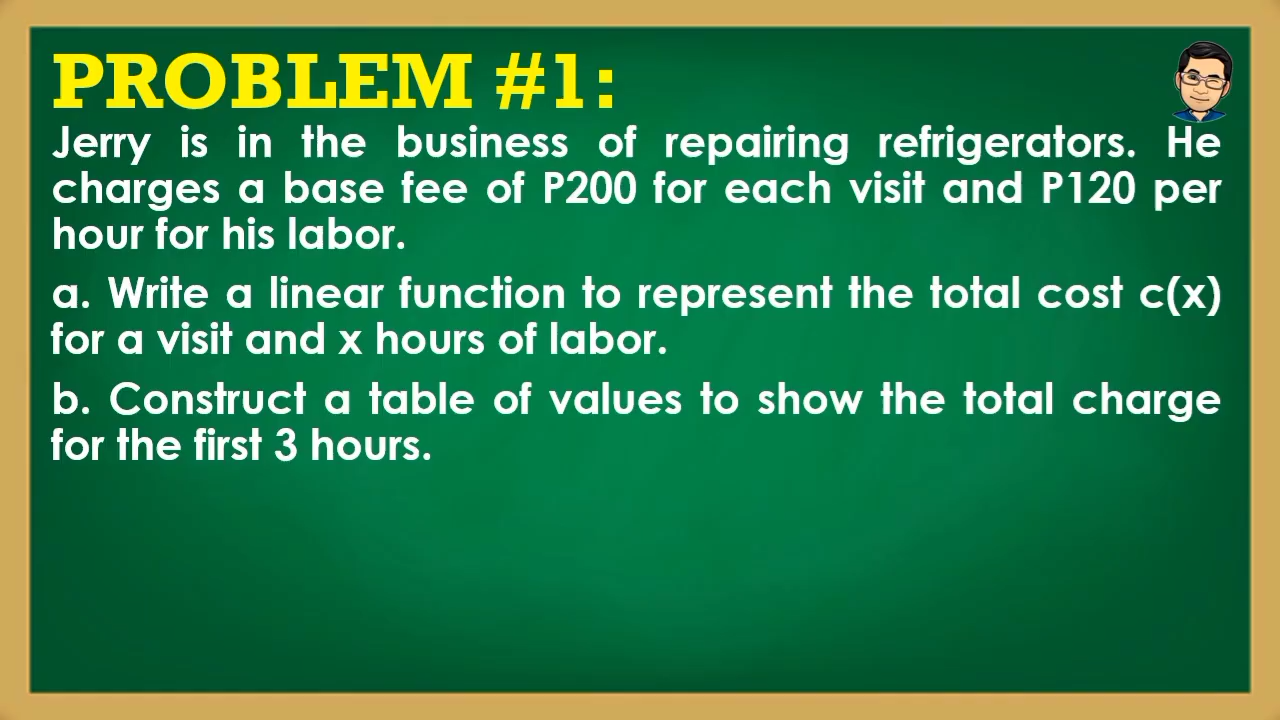 PROBLEM #1:
Jerry is in the business of repairing refrigerators. He
charges a base fee of P200 for each visit and P120 per
hour for his labor.
a. Write a linear function to represent the total cost c(x)
for a visit and x hours of labor.
b. Construct a table of values to show the total charge
for the first 3 hours.